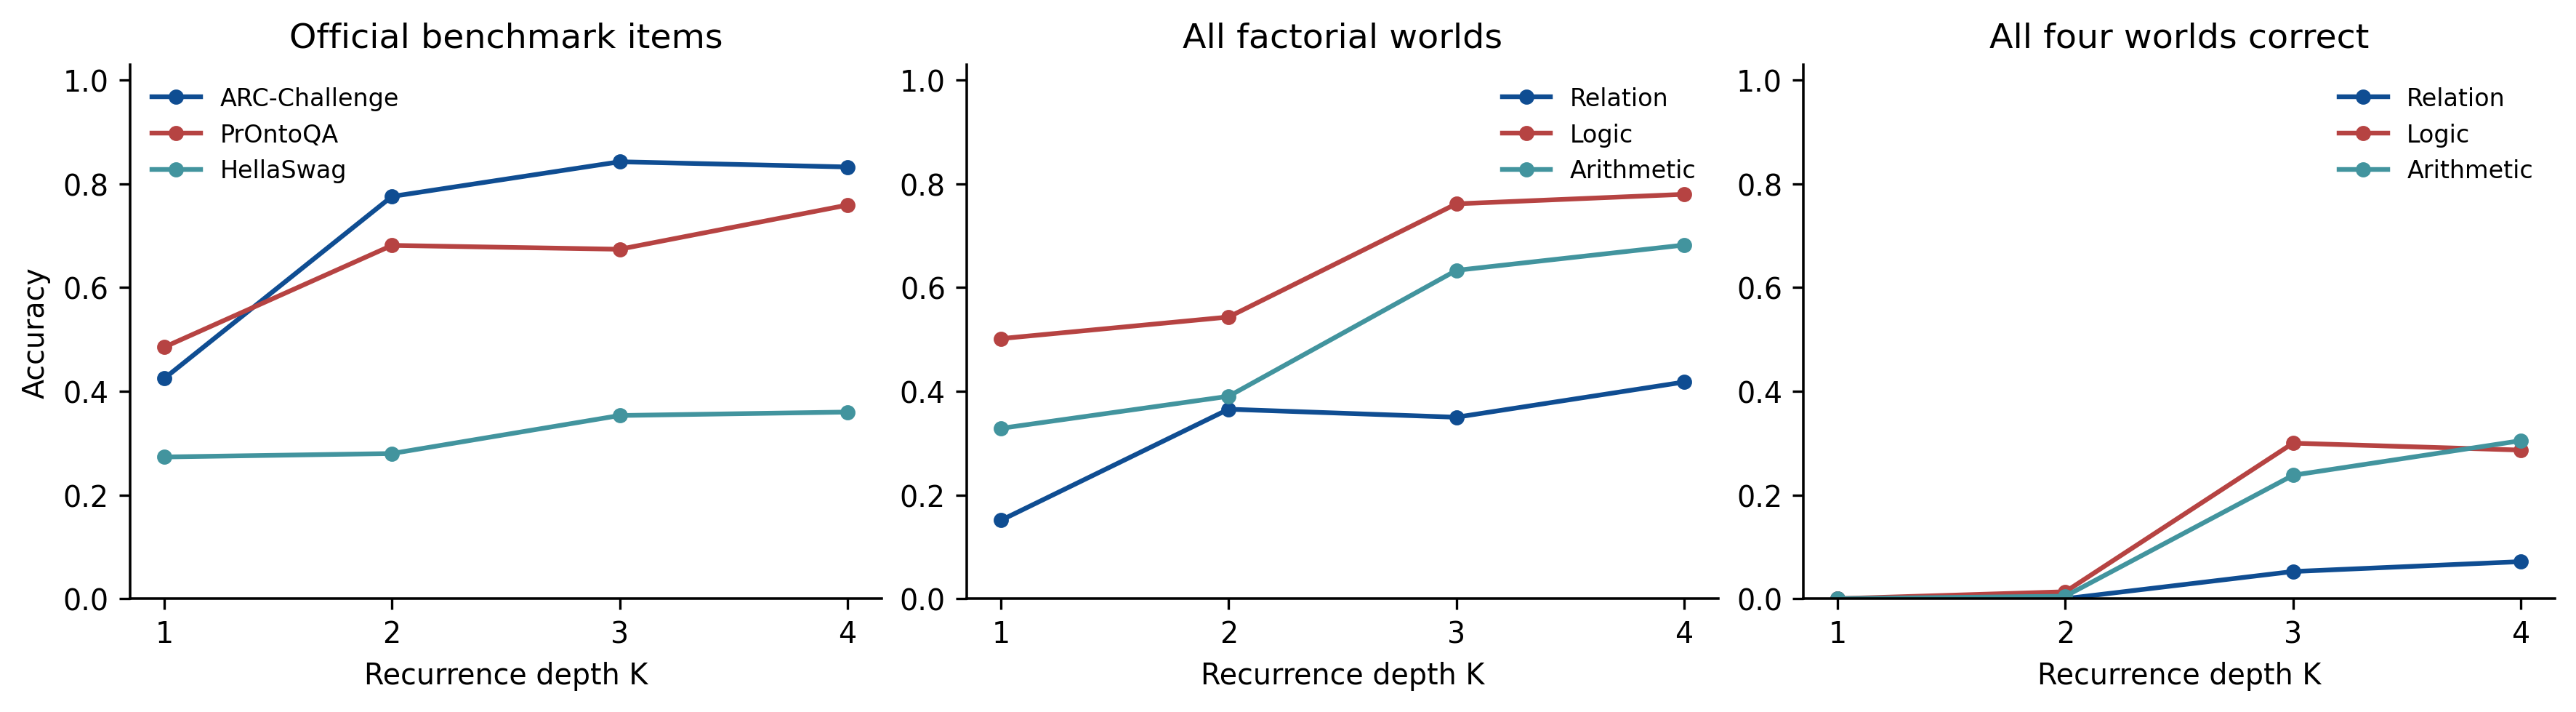 Official benchmark items
Accuracy
1.0
0.8
0.6
0.4
0.2
0.0
ARC-Challenge
PrOntoQA
HellaSwag
1 2 3 4
Recurrence depth K
All factorial worlds
1.0
0.8
0.6
0.4
0.2
0.0
Relation
Logic
Arithmetic
1 2 3 4
Recurrence depth K
All four worlds correct
1.0
0.8
0.6
0.4
0.2
0.0
Relation
Logic
Arithmetic
1 2 3 4
Recurrence depth K